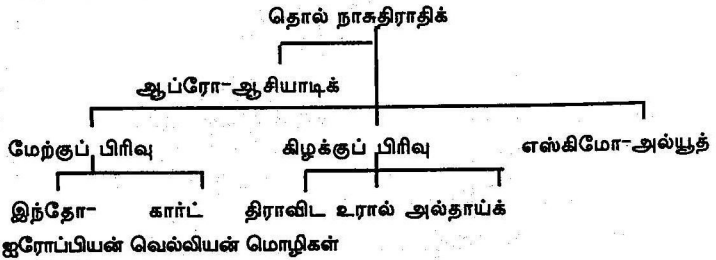 தொல் நாசுதிராதிக்
ஆப்ரோ-ஆசியாடிக்
மேற்குப் பிரிவு கிழக்குப் பிரிவு எஸ்கிமோ-அல்யூத்
இந்தோ- கார்ட் திராவிட உரால் அல்தாய்க்
ஐரோப்பியன் வெல்லியன் மொழிகள்